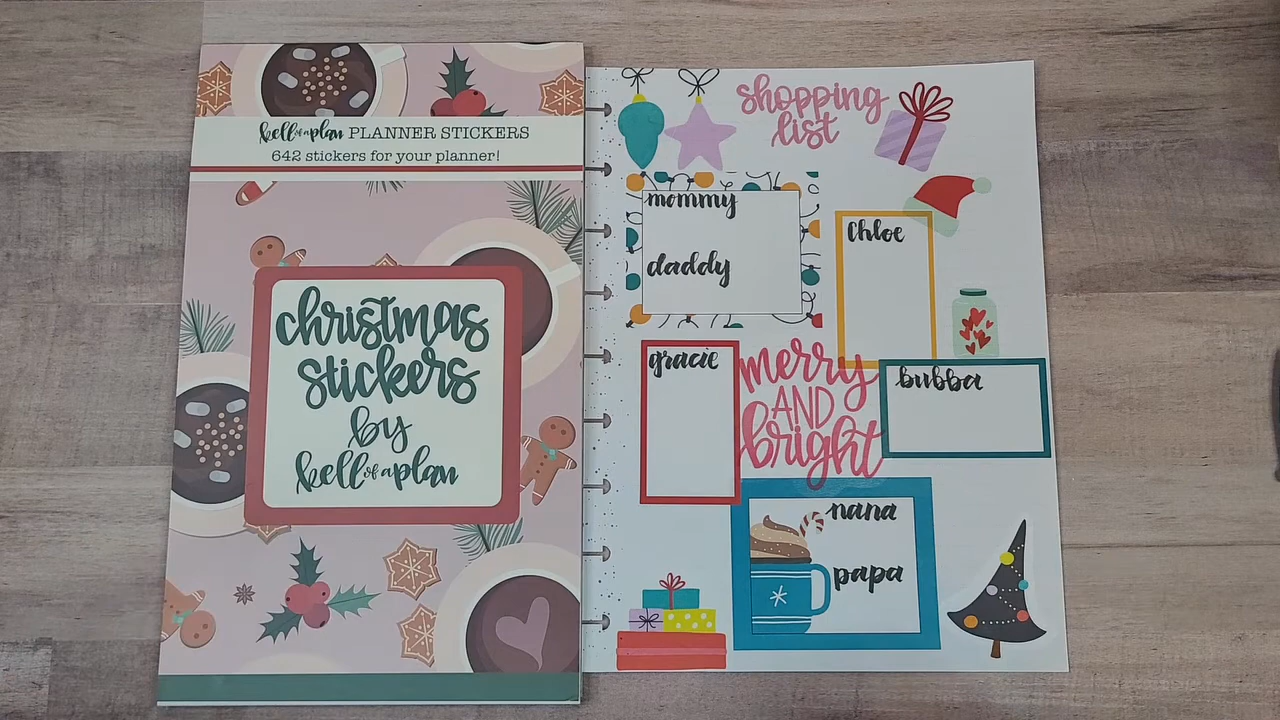 kell of a plan PLANNER STICKERS
642 stickers for your planner!
christmas
stickers
by
kell of a plan
shopping
list
mommy
daddy
Chloe
gracie
merry
AND
bright
bubba
nana
papa